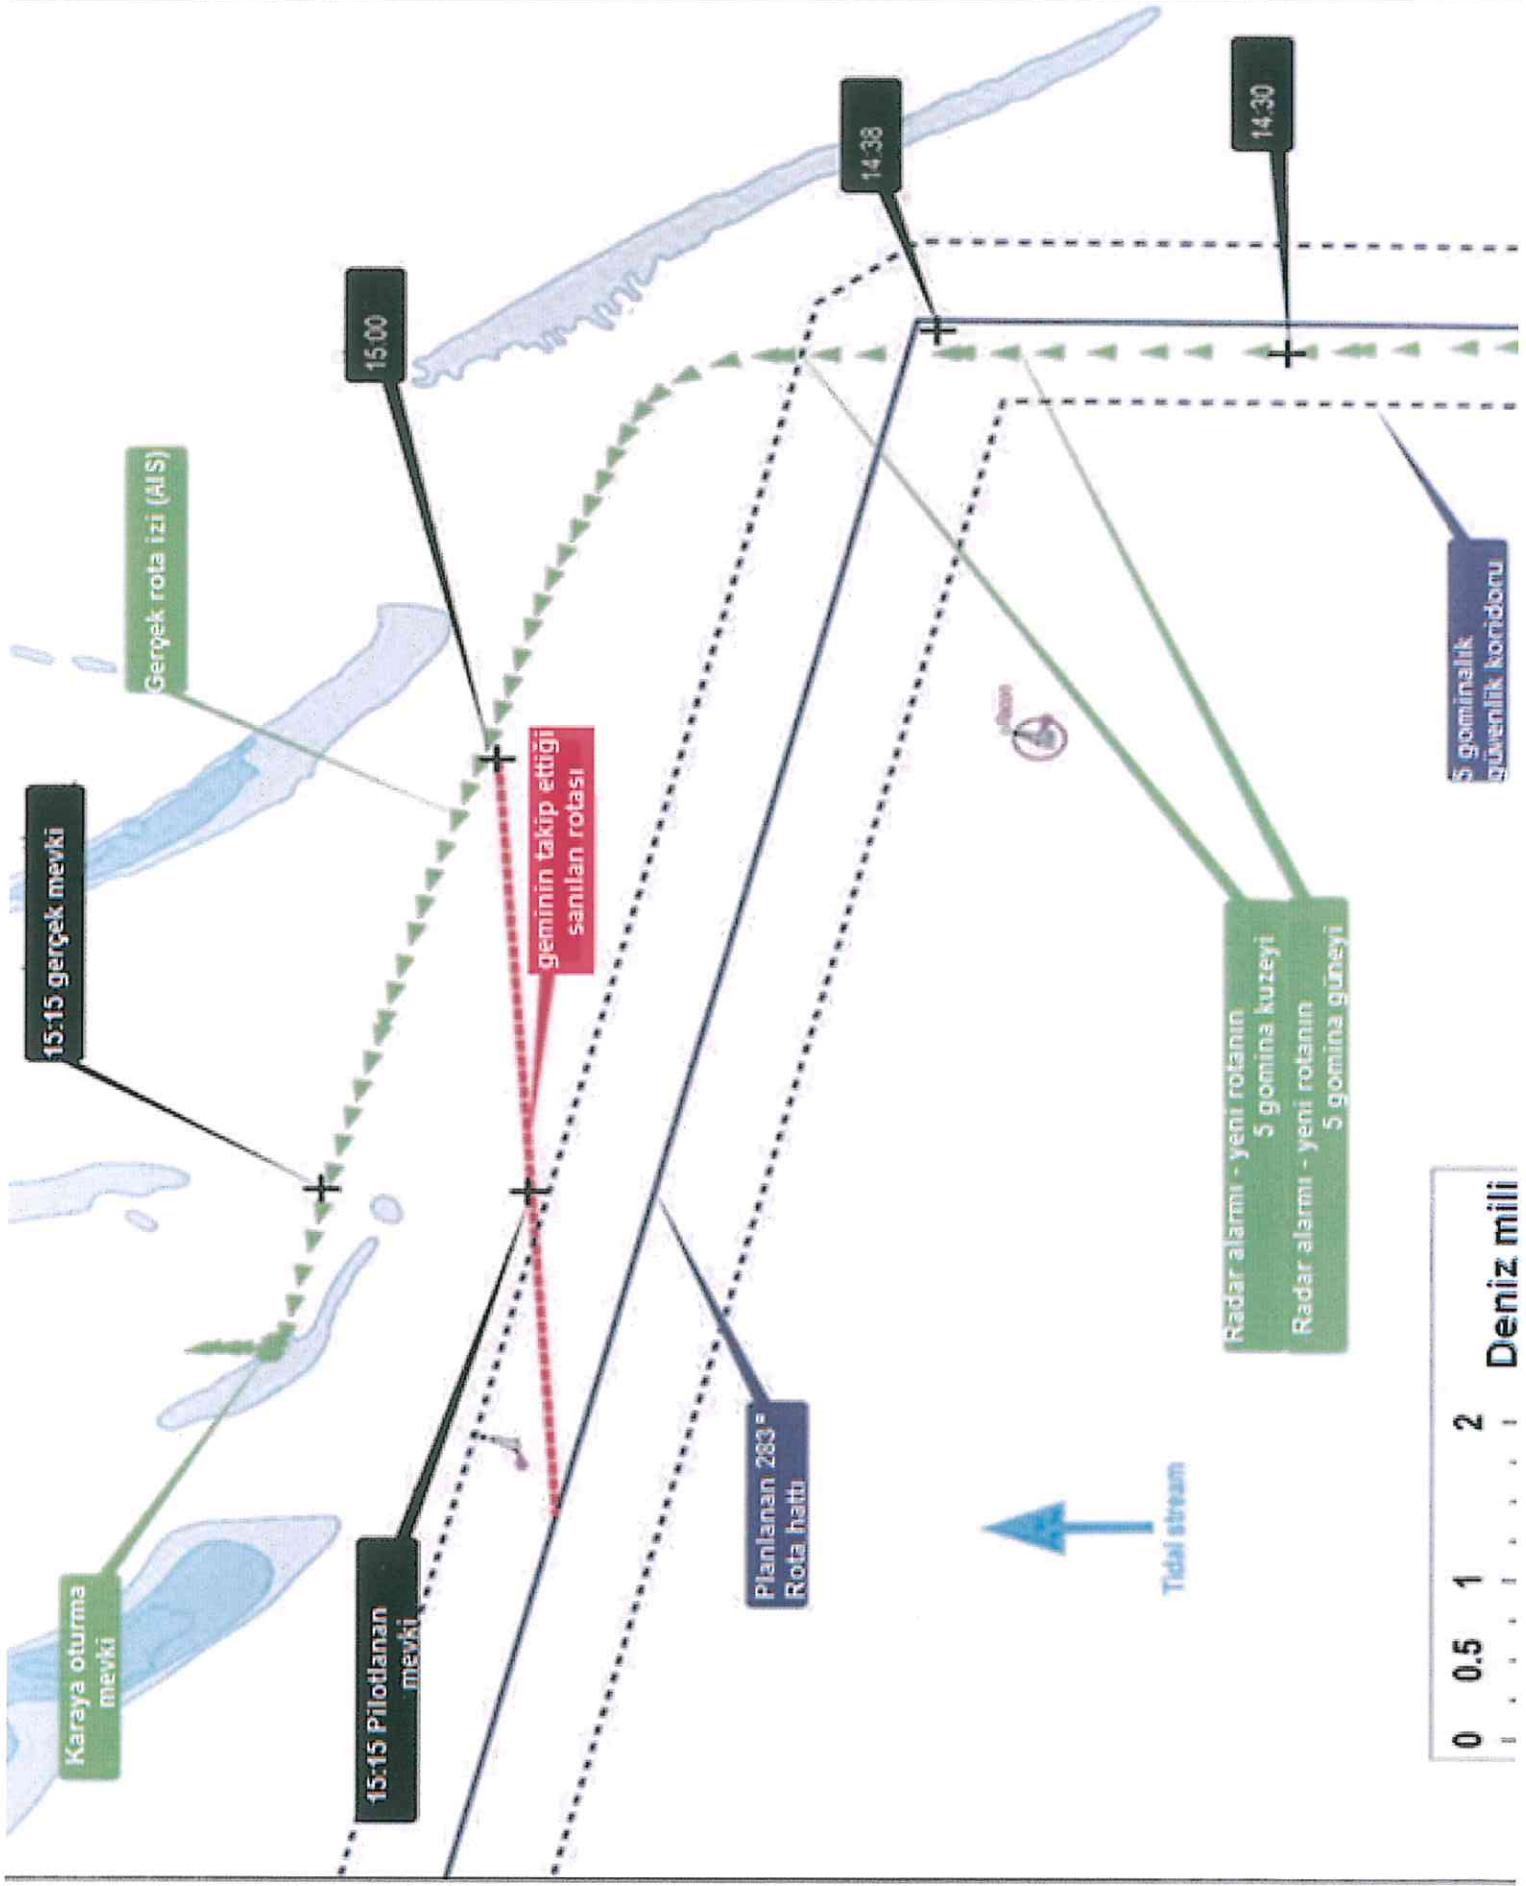 14:30
14:38
15:00
Gerçek rota izi (AIS)
15:15 gerçek mevki
geminin takip ettiği
sanılan rotası
5 gominalık
güvenlik koridoru
Radar alarmı - yeni rotanın
5 gomina kuzeyi
Radar alarmı - yeni rotanın
5 gomina güneyi
Planlanan 283°
Rota hattı
15:15 Pilotlanan
mevki
Karaya oturma
mevki
Tidal stream
0 0.5 1 2
Deniz mili